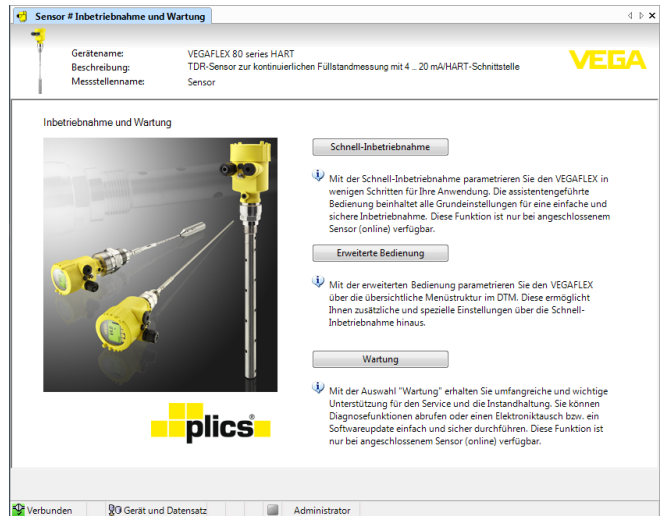 Sensor # Inbetriebnahme und Wartung
Gerätename: VEGAFLEX 80 series HART
Beschreibung: TDR-Sensor zur kontinuierlichen Füllstandmessung mit 4 ... 20 mA/HART-Schnittstelle
Messstellenname: Sensor
VEGA
Inbetriebnahme und Wartung
Schnell-Inbetriebnahme
Mit der Schnell-Inbetriebnahme parametrieren Sie den VEGAFLEX in
wenigen Schritten für Ihre Anwendung. Die assistentengeführte
Bedienung beinhaltet alle Grundeinstellungen für eine einfache und
sichere Inbetriebnahme. Diese Funktion ist nur bei angeschlossenem
Sensor (online) verfügbar.
Erweiterte Bedienung
Mit der erweiterten Bedienung parametrieren Sie den VEGAFLEX
über die übersichtliche Menüstruktur im DTM. Diese ermöglicht
Ihnen zusätzliche und spezielle Einstellungen über die Schnell-
Inbetriebnahme hinaus.
Wartung
Mit der Auswahl "Wartung" erhalten Sie umfangreiche und wichtige
Unterstützung für den Service und die Instandhaltung. Sie können
Diagnosefunktionen abrufen oder einen Elektroniktausch bzw. ein
Softwareupdate einfach und sicher durchführen. Diese Funktion ist
nur bei angeschlossenem Sensor (online) verfügbar.
plics®
Verbunden
Gerät und Datensatz
Administrator